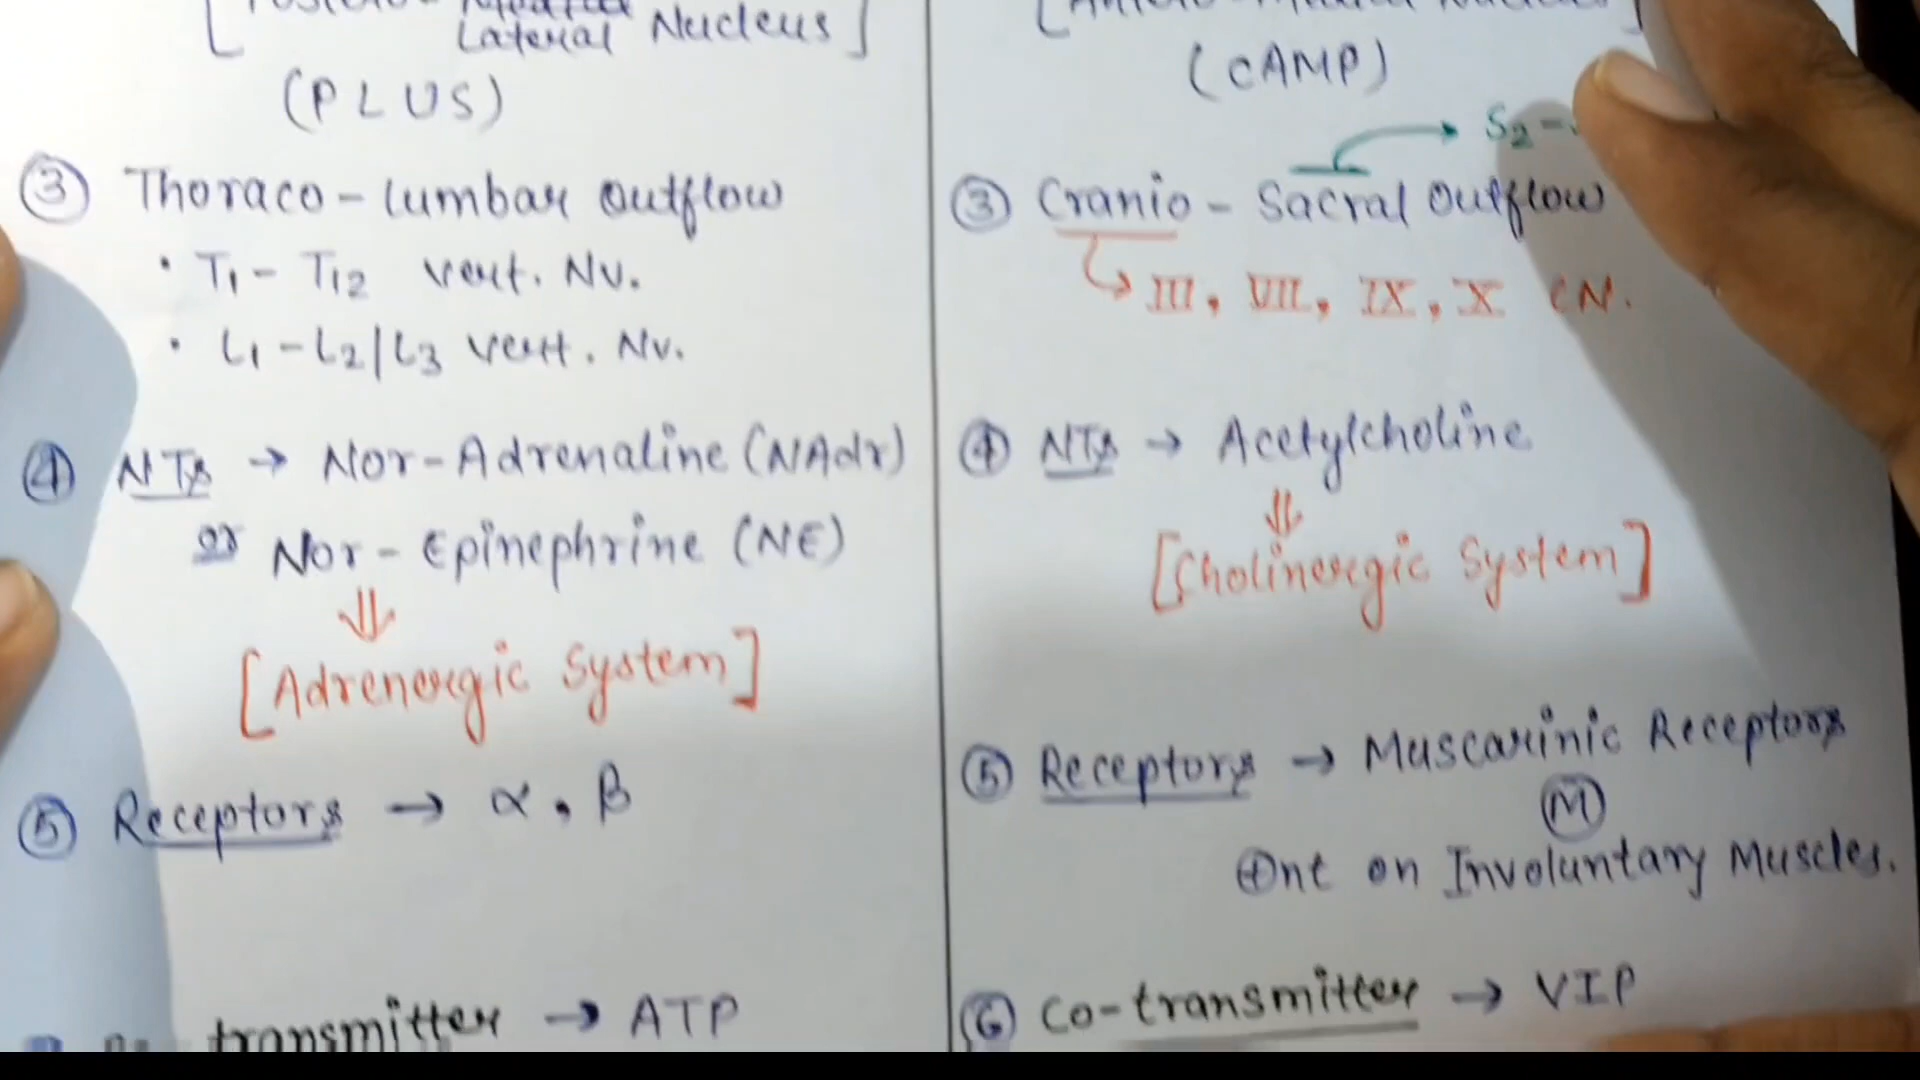 Lateral Nucleus]
(PLUS)
③ Thoraco-lumbar outflow
• T1 - T12 vert. Nv.
• L1 - L2/L3 vert. Nv.
④ NTs → Nor-Adrenaline (NAdr)
or Nor-Epinephrine (NE)
⇓
[Adrenergic System]
⑤ Receptors → α, β
transmitter → ATP
(cAMP)
S2 -
③ Cranio - Sacral Outflow
III, VII, IX, X CN.
④ NTs → Acetylcholine
⇓
[Cholinergic System]
⑤ Receptors → Muscarinic Receptors
Ⓜ
⊕nt on Involuntary Muscles.
⑥ Co-transmitter → VIP